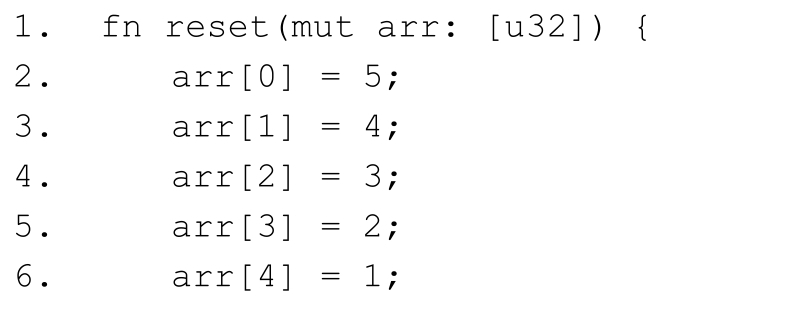 1. fn reset(mut arr: [u32]) {
2. arr[0] = 5;
3. arr[1] = 4;
4. arr[2] = 3;
5. arr[3] = 2;
6. arr[4] = 1;